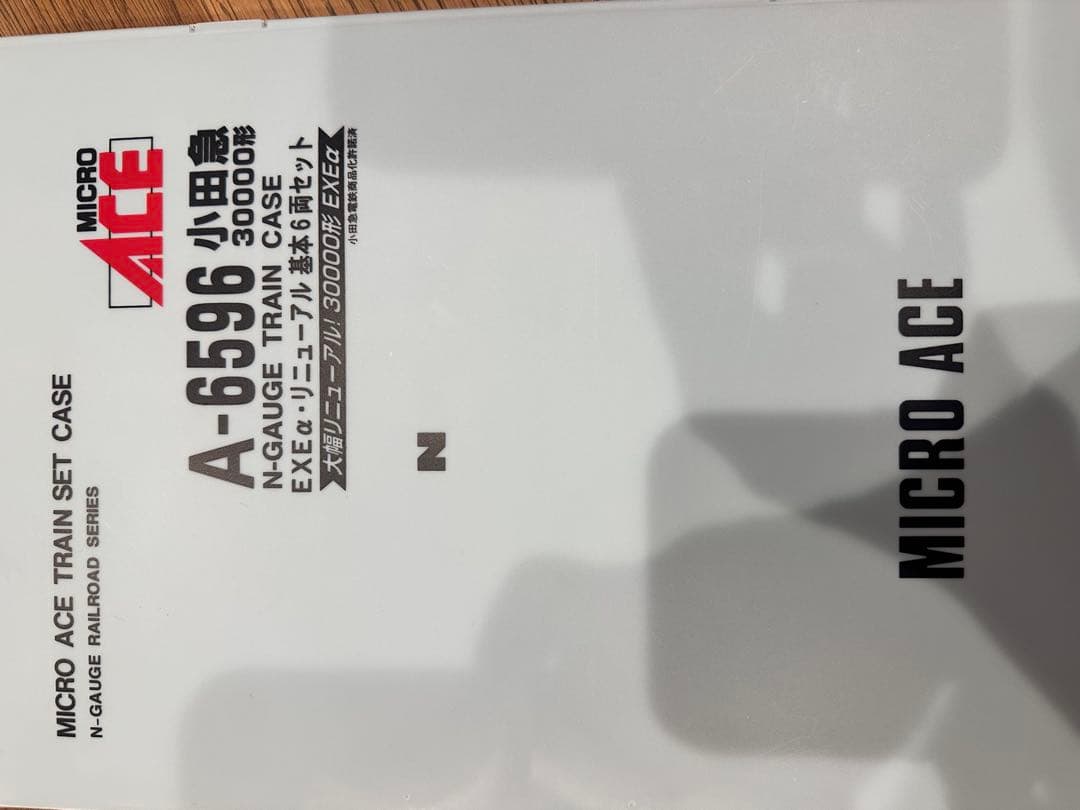 MICRO ACE TRAIN SET CASE
N-GAUGE RAILROAD SERIES
MICRO
ACE
A-6596 小田急
30000形
N-GAUGE TRAIN CASE
EXEα・リニューアル 基本6両セット
大幅リニューアル! 30000形 EXEα
小田急電鉄商品化許諾済
N
MICRO ACE